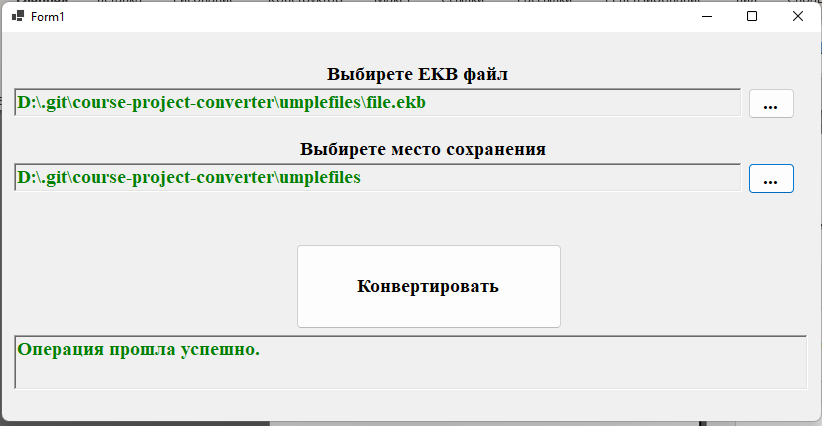 Form1
Выбирете EKB файл
D:\.git\course-project-converter\umplefiles\file.ekb
...
Выбирете место сохранения
D:\.git\course-project-converter\umplefiles
...
Конвертировать
Операция прошла успешно.